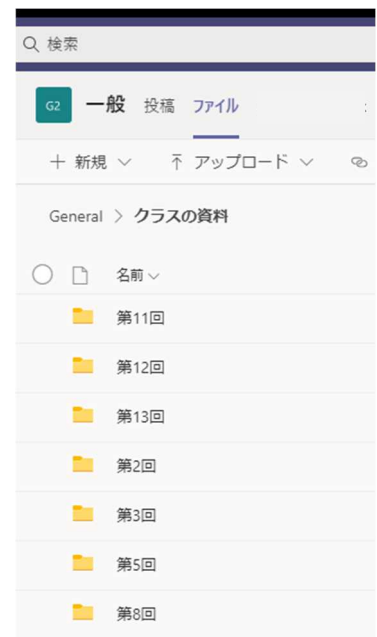 検索
G2 一般 投稿 ファイル
新規 アップロード
General > クラスの資料
名前
第11回
第12回
第13回
第2回
第3回
第5回
第8回